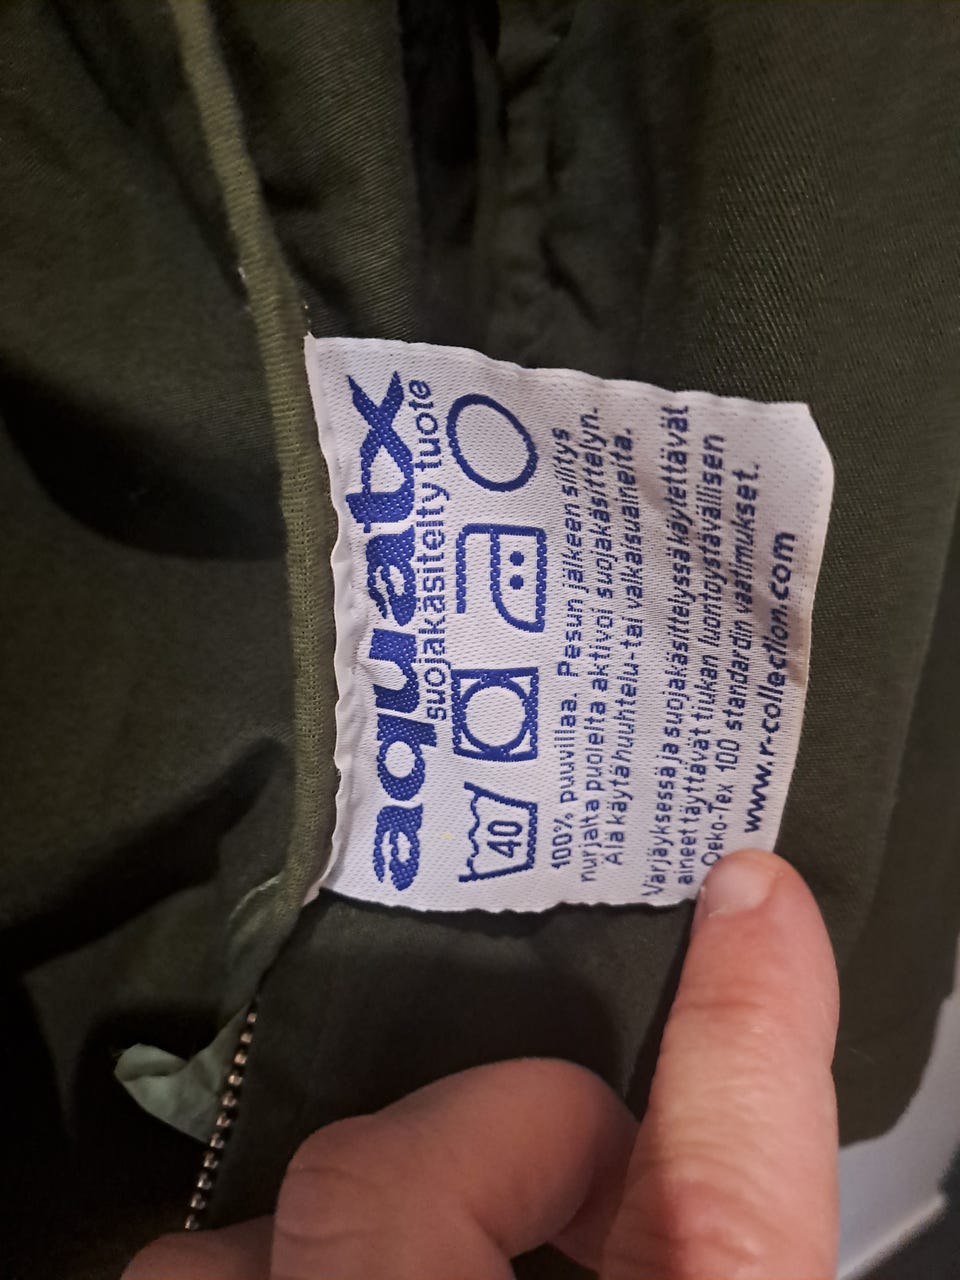 aquatx
suojakäsitelty tuote
40
100% puuvillaa. Pesun jälkeen silitys
nurjalta puolelta aktivoi suojakäsittelyn.
Älä käytä huuhtelu- tai valkaisuaineita.
Värjäyksessä ja suojakäsittelyssä käytettävät
aineet täyttävät tiukan luontoystävällisen
Oeko-Tex 100 standardin vaatimukset.
www.r-collection.com